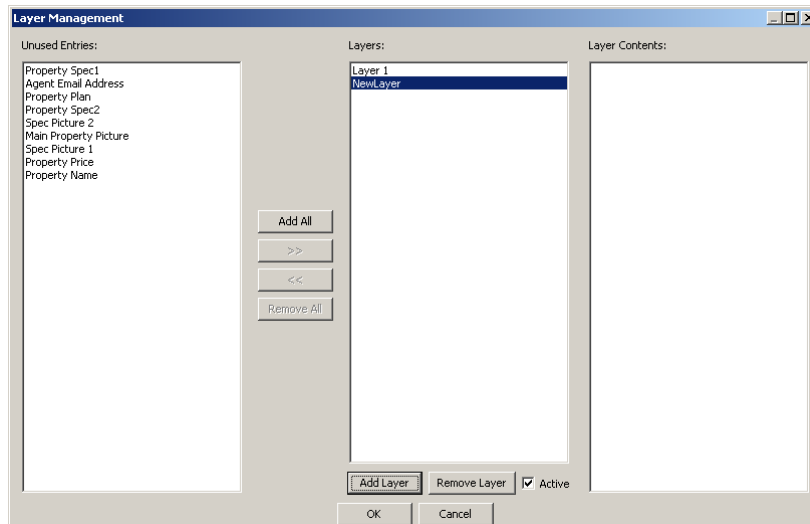 Layer Management
Unused Entries:
Property Spec1
Agent Email Address
Property Plan
Property Spec2
Spec Picture 2
Main Property Picture
Spec Picture 1
Property Price
Property Name
Add All
>>
<<
Remove All
Layers:
Layer 1
NewLayer
Add Layer
Remove Layer
Active
Layer Contents:
OK
Cancel